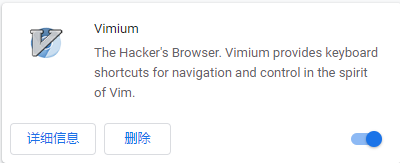 Vimium
The Hacker's Browser. Vimium provides keyboard
shortcuts for navigation and control in the spirit
of Vim.
详细信息 删除